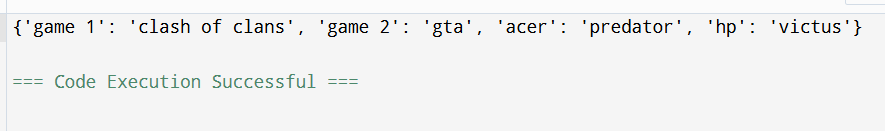 {'game 1': 'clash of clans', 'game 2': 'gta', 'acer': 'predator', 'hp': 'victus'}
=== Code Execution Successful ===